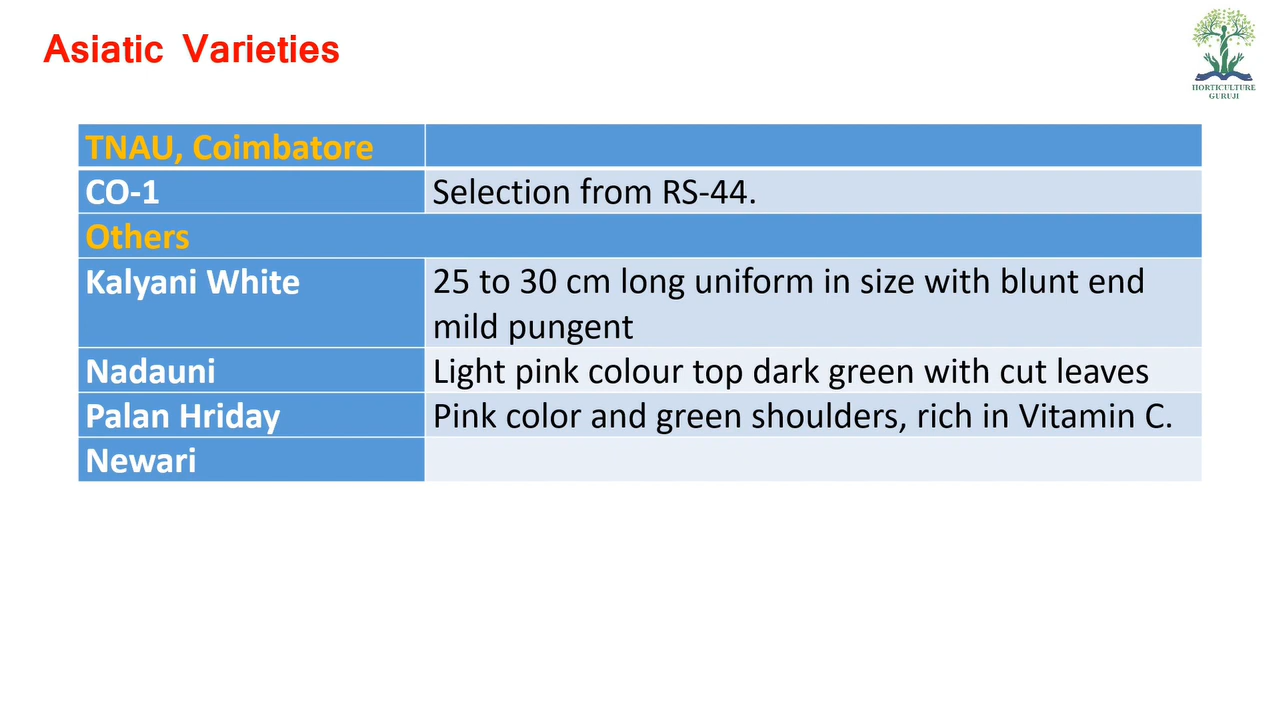 Asiatic Varieties
HORTICULTURE
GURUJI
TNAU, Coimbatore
CO-1 Selection from RS-44.
Others
Kalyani White 25 to 30 cm long uniform in size with blunt end
mild pungent
Nadauni Light pink colour top dark green with cut leaves
Palan Hriday Pink color and green shoulders, rich in Vitamin C.
Newari